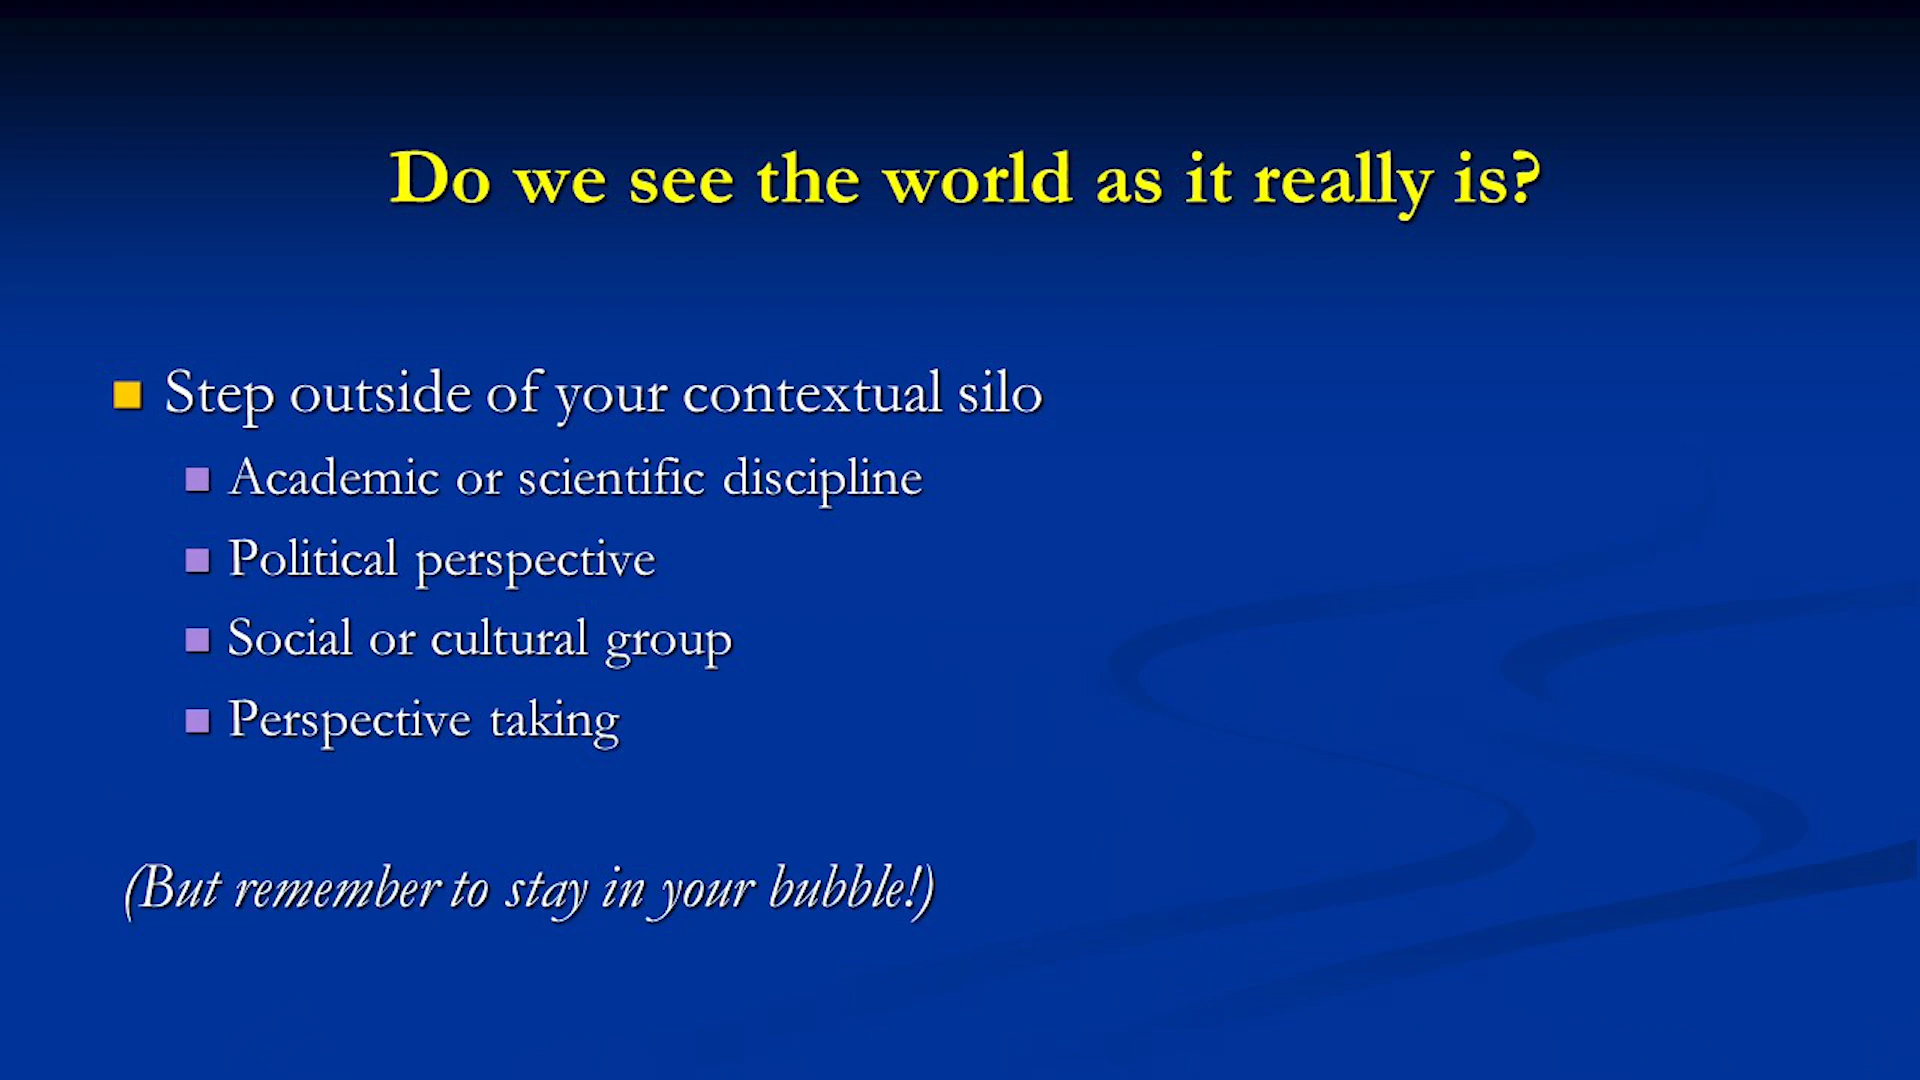 Do we see the world as it really is?
Step outside of your contextual silo
Academic or scientific discipline
Political perspective
Social or cultural group
Perspective taking
(But remember to stay in your bubble!)